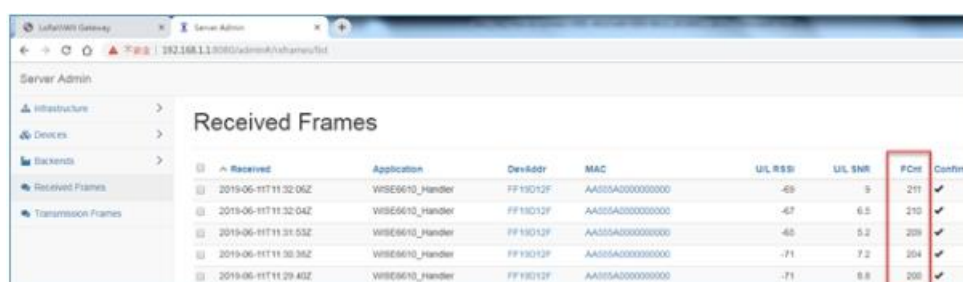 LoRaWAN Gateway
Server Admin
不安全 | 192.168.1.1:8080/admin#/rxframes/list
Server Admin
Infrastructure
Devices
Backends
Received Frames
Transmission Frames
Received Frames
Received Application DevAddr MAC U/L RSSI U/L SNR FCnt Confirm
2019-06-11T11:32:06Z WISE6610_Handler FF19D12F AA555A0000000000 -69 9 211
2019-06-11T11:32:04Z WISE6610_Handler FF19D12F AA555A0000000000 -67 6.5 210
2019-06-11T11:31:53Z WISE6610_Handler FF19D12F AA555A0000000000 5.2 209
2019-06-11T11:30:35Z WISE6610_Handler FF19D12F AA555A0000000000 -71 7.2 204
2019-06-11T11:29:40Z WISE6610_Handler FF19D12F AA555A0000000000 -71 8.8 200